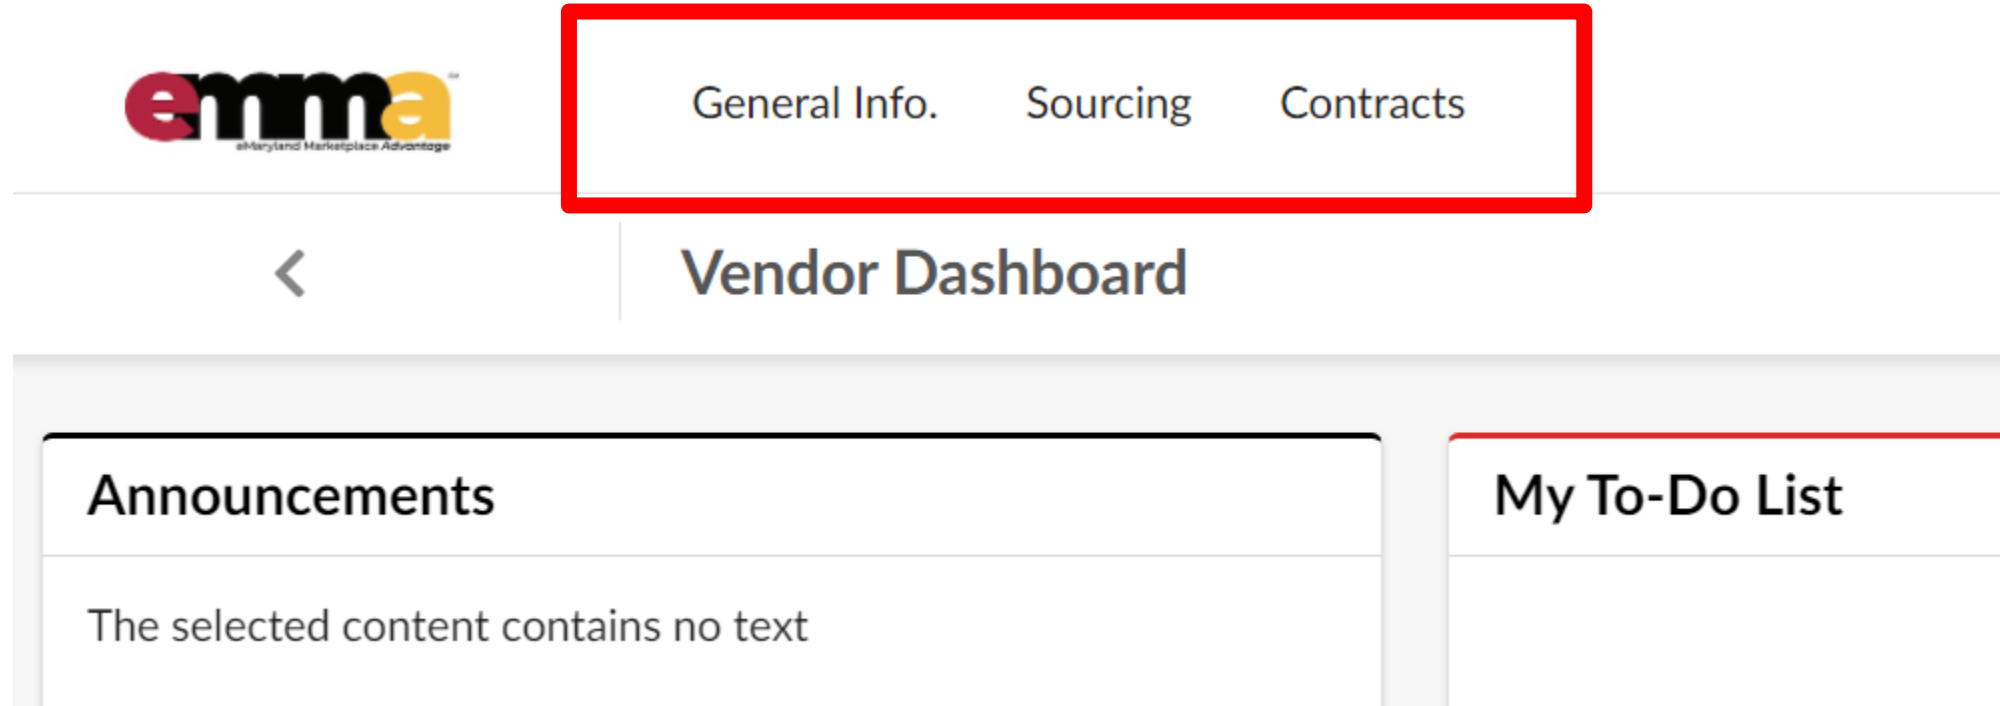 emma
eMaryland Marketplace Advantage
General Info. Sourcing Contracts
Vendor Dashboard
Announcements
My To-Do List
The selected content contains no text